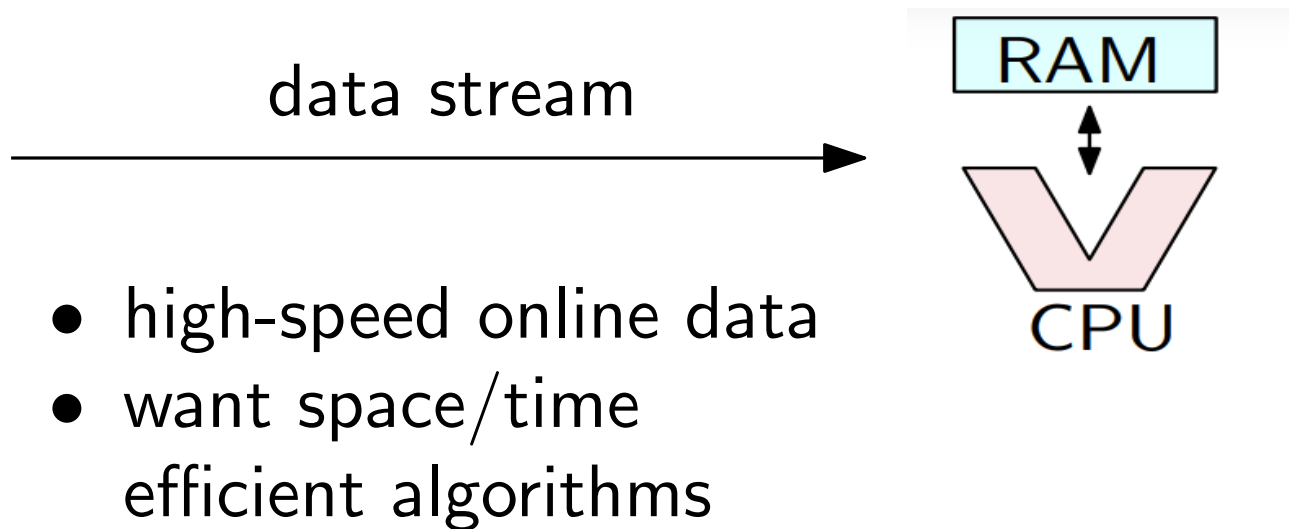 data stream
RAM
CPU
• high-speed online data
• want space/time
efficient algorithms